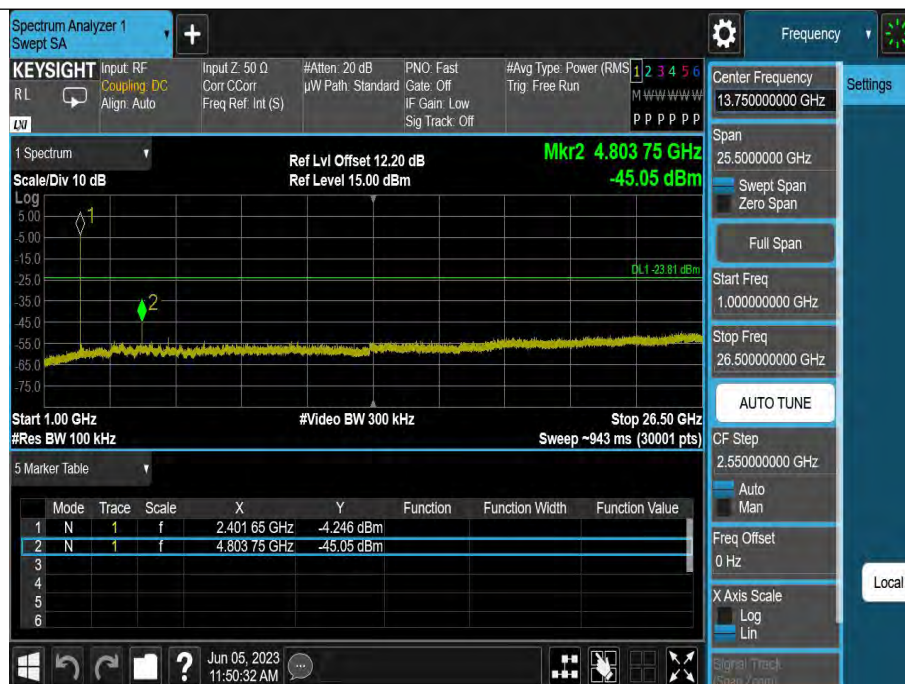 Spectrum Analyzer 1
Swept SA
Frequency
KEYSIGHT
RL
LXI
Input: RF
Coupling: DC
Align: Auto
Input Z: 50 Ω
Corr CCorr
Freq Ref: Int (S)
#Atten: 20 dB
µW Path: Standard
PNO: Fast
Gate: Off
IF Gain: Low
Sig Track: Off
#Avg Type: Power (RMS
Trig: Free Run
1 2 3 4 5 6
M W W W W W
P P P P P P
1 Spectrum
Scale/Div 10 dB
Ref Lvl Offset 12.20 dB
Ref Level 15.00 dBm
Mkr2 4.803 75 GHz
-45.05 dBm
Log
5.00
-5.00
-15.0
-25.0
-35.0
-45.0
-55.0
-65.0
-75.0
1
2
DL1 -23.81 dBm
Start 1.00 GHz
#Res BW 100 kHz
#Video BW 300 kHz
Stop 26.50 GHz
Sweep ~943 ms (30001 pts)
5 Marker Table
Mode Trace Scale X Y Function Function Width Function Value
1 N 1 f 2.401 65 GHz -4.246 dBm
2 N 1 f 4.803 75 GHz -45.05 dBm
3
4
5
6
?
Jun 05, 2023
11:50:32 AM
Center Frequency
13.750000000 GHz
Span
25.5000000 GHz
Swept Span
Zero Span
Full Span
Start Freq
1.000000000 GHz
Stop Freq
26.500000000 GHz
AUTO TUNE
CF Step
2.550000000 GHz
Auto
Man
Freq Offset
0 Hz
X Axis Scale
Log
Lin
Signal Track
(Span Zoom)
Settings
Local